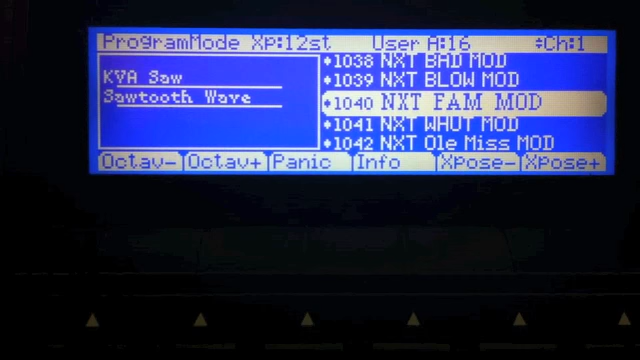 ProgramMode Xp:12st User A:16 ÷Ch:1
KVA Saw
Sawtooth Wave
*1038 NXT BAD MOD
*1039 NXT BLOW MOD
*1040 NXT FAM MOD
*1041 NXT WHUT MOD
*1042 NXT Ole Miss MOD
Octav- Octav+ Panic Info Xpose- Xpose+